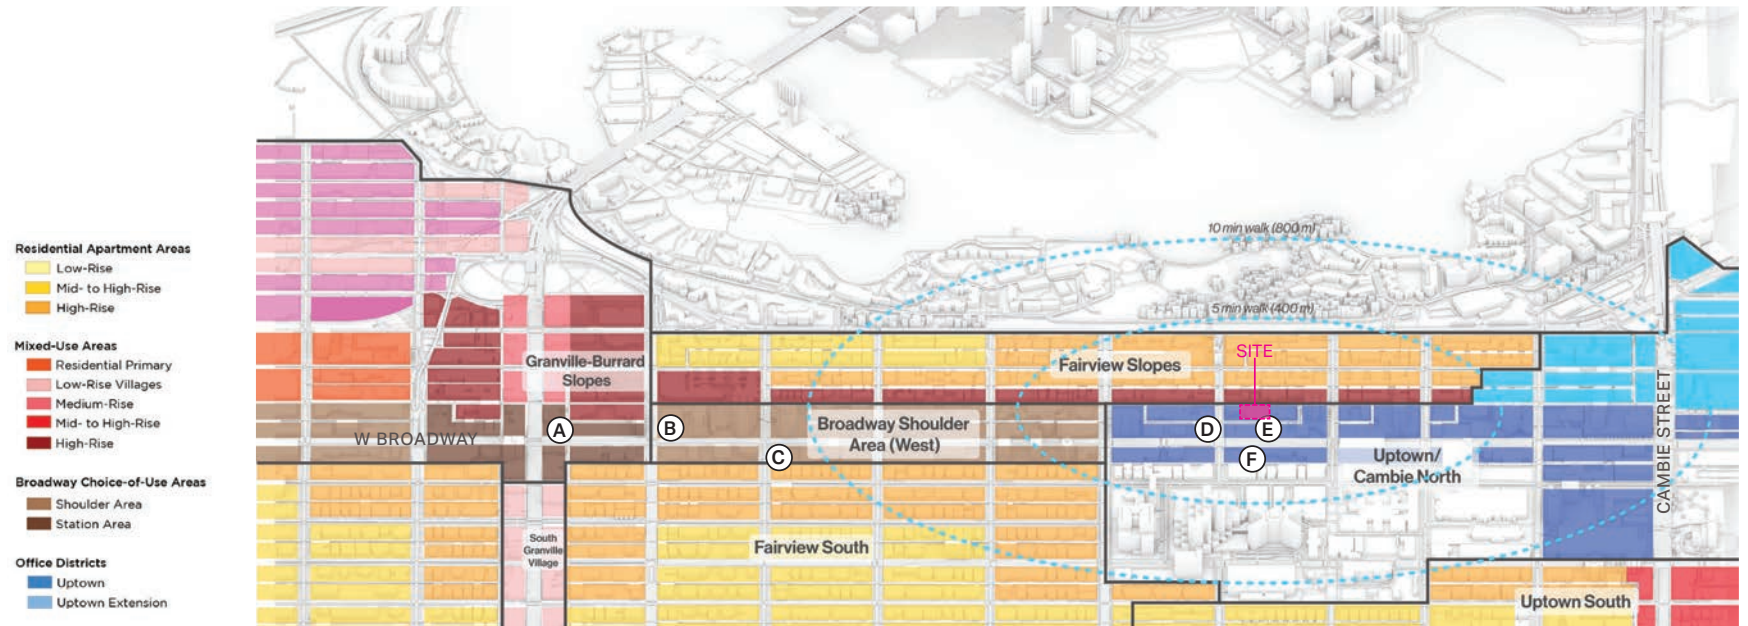 Residential Apartment Areas
Low-Rise
Mid- to High-Rise
High-Rise
Mixed-Use Areas
Residential Primary
Low-Rise Villages
Medium-Rise
Mid- to High-Rise
High-Rise
Broadway Choice-of-Use Areas
Shoulder Area
Station Area
Office Districts
Uptown
Uptown Extension
10 min walk (800 m)
5 min walk (400 m)
SITE
Granville-Burrard
Slopes
Fairview Slopes
W BROADWAY
A
B
C
Broadway Shoulder
Area (West)
D
E
F
Uptown/
Cambie North
CAMBIE STREET
South
Granville
Village
Fairview South
Uptown South